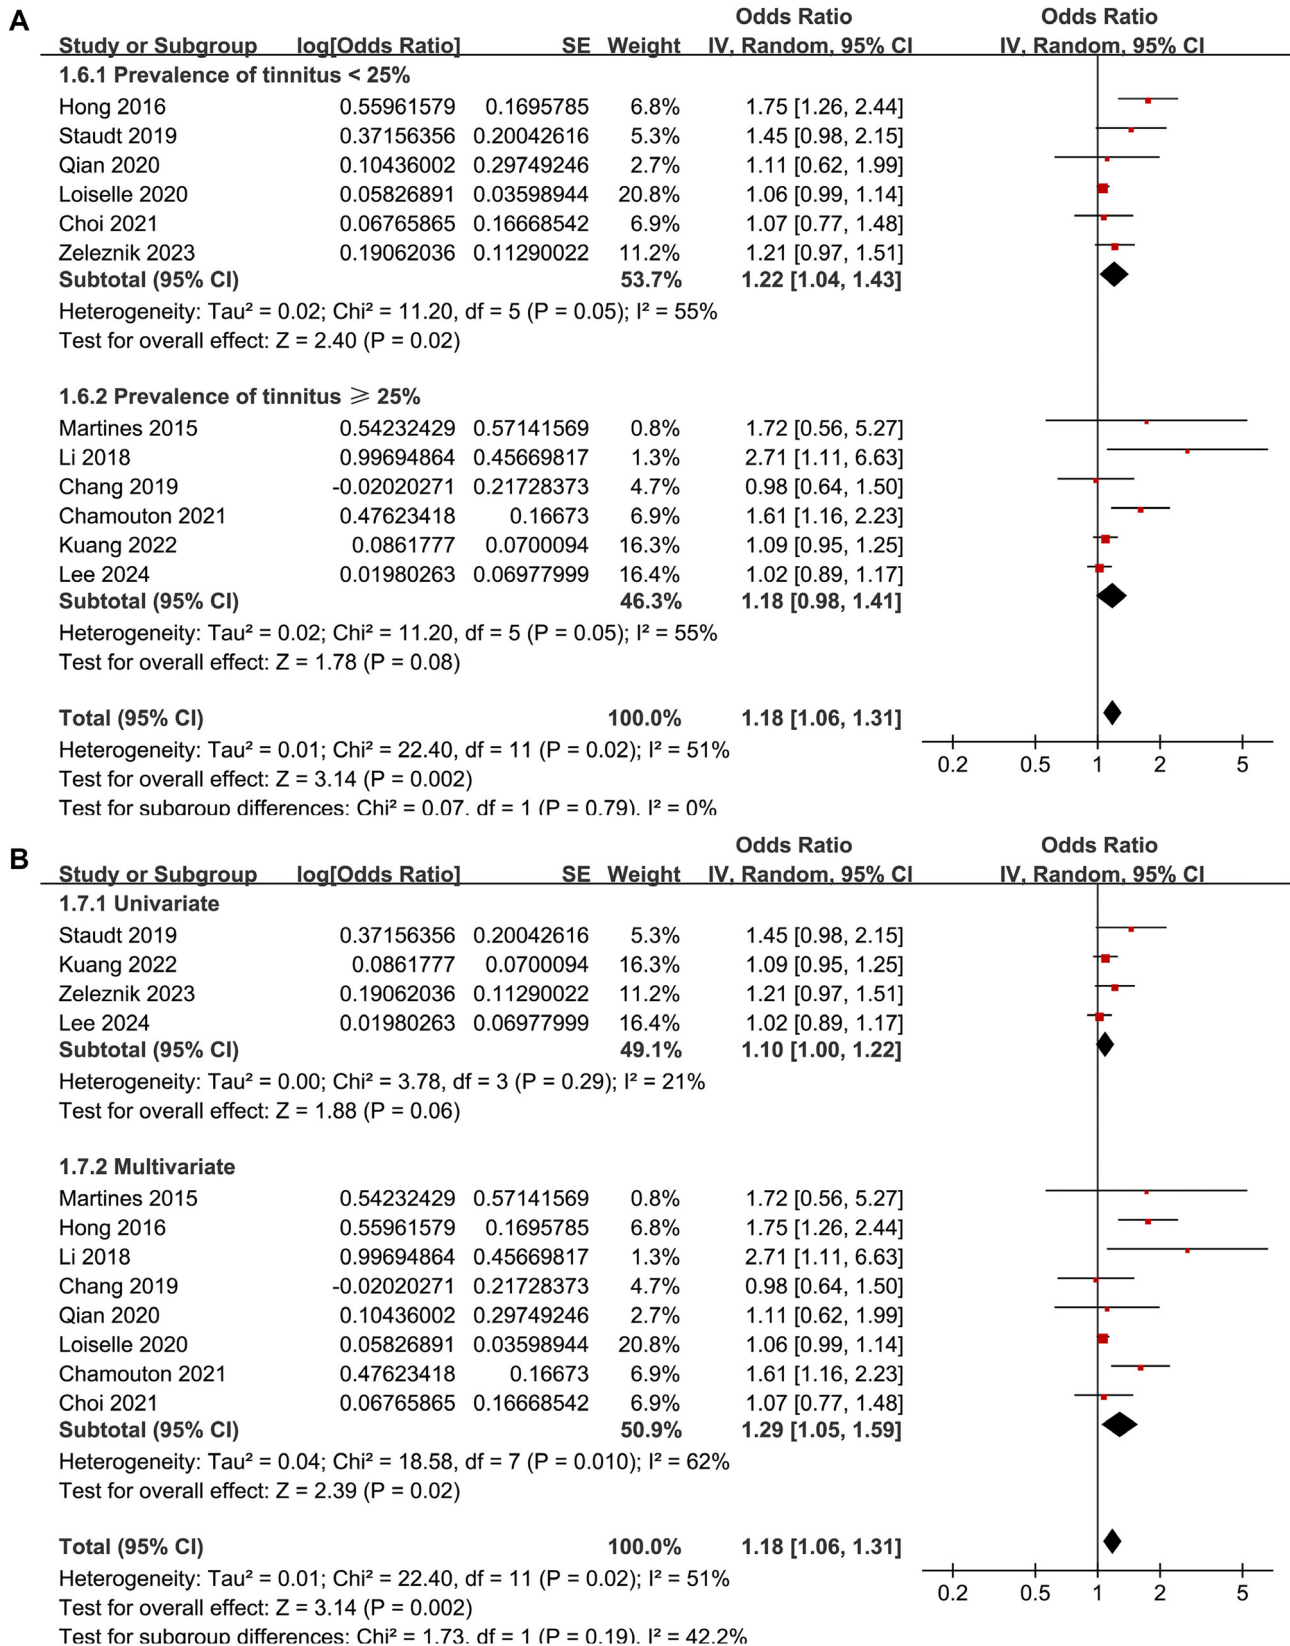 A
Odds Ratio Odds Ratio
Study or Subgroup log[Odds Ratio] SE Weight IV, Random, 95% CI IV, Random, 95% CI
1.6.1 Prevalence of tinnitus < 25%
Hong 2016 0.55961579 0.1695785 6.8% 1.75 [1.26, 2.44]
Staudt 2019 0.37156356 0.20042616 5.3% 1.45 [0.98, 2.15]
Qian 2020 0.10436002 0.29749246 2.7% 1.11 [0.62, 1.99]
Loiselle 2020 0.05826891 0.03598944 20.8% 1.06 [0.99, 1.14]
Choi 2021 0.06765865 0.16668542 6.9% 1.07 [0.77, 1.48]
Zeleznik 2023 0.19062036 0.11290022 11.2% 1.21 [0.97, 1.51]
Subtotal (95% CI) 53.7% 1.22 [1.04, 1.43]
Heterogeneity: Tau² = 0.02; Chi² = 11.20, df = 5 (P = 0.05); I² = 55%
Test for overall effect: Z = 2.40 (P = 0.02)
1.6.2 Prevalence of tinnitus ⩾ 25%
Martines 2015 0.54232429 0.57141569 0.8% 1.72 [0.56, 5.27]
Li 2018 0.99694864 0.45669817 1.3% 2.71 [1.11, 6.63]
Chang 2019 -0.02020271 0.21728373 4.7% 0.98 [0.64, 1.50]
Chamouton 2021 0.47623418 0.16673 6.9% 1.61 [1.16, 2.23]
Kuang 2022 0.0861777 0.0700094 16.3% 1.09 [0.95, 1.25]
Lee 2024 0.01980263 0.06977999 16.4% 1.02 [0.89, 1.17]
Subtotal (95% CI) 46.3% 1.18 [0.98, 1.41]
Heterogeneity: Tau² = 0.02; Chi² = 11.20, df = 5 (P = 0.05); I² = 55%
Test for overall effect: Z = 1.78 (P = 0.08)
Total (95% CI) 100.0% 1.18 [1.06, 1.31]
Heterogeneity: Tau² = 0.01; Chi² = 22.40, df = 11 (P = 0.02); I² = 51%
Test for overall effect: Z = 3.14 (P = 0.002)
Test for subgroup differences: Chi² = 0.07, df = 1 (P = 0.79), I² = 0%
0.2 0.5 1 2 5
B
Odds Ratio Odds Ratio
Study or Subgroup log[Odds Ratio] SE Weight IV, Random, 95% CI IV, Random, 95% CI
1.7.1 Univariate
Staudt 2019 0.37156356 0.20042616 5.3% 1.45 [0.98, 2.15]
Kuang 2022 0.0861777 0.0700094 16.3% 1.09 [0.95, 1.25]
Zeleznik 2023 0.19062036 0.11290022 11.2% 1.21 [0.97, 1.51]
Lee 2024 0.01980263 0.06977999 16.4% 1.02 [0.89, 1.17]
Subtotal (95% CI) 49.1% 1.10 [1.00, 1.22]
Heterogeneity: Tau² = 0.00; Chi² = 3.78, df = 3 (P = 0.29); I² = 21%
Test for overall effect: Z = 1.88 (P = 0.06)
1.7.2 Multivariate
Martines 2015 0.54232429 0.57141569 0.8% 1.72 [0.56, 5.27]
Hong 2016 0.55961579 0.1695785 6.8% 1.75 [1.26, 2.44]
Li 2018 0.99694864 0.45669817 1.3% 2.71 [1.11, 6.63]
Chang 2019 -0.02020271 0.21728373 4.7% 0.98 [0.64, 1.50]
Qian 2020 0.10436002 0.29749246 2.7% 1.11 [0.62, 1.99]
Loiselle 2020 0.05826891 0.03598944 20.8% 1.06 [0.99, 1.14]
Chamouton 2021 0.47623418 0.16673 6.9% 1.61 [1.16, 2.23]
Choi 2021 0.06765865 0.16668542 6.9% 1.07 [0.77, 1.48]
Subtotal (95% CI) 50.9% 1.29 [1.05, 1.59]
Heterogeneity: Tau² = 0.04; Chi² = 18.58, df = 7 (P = 0.010); I² = 62%
Test for overall effect: Z = 2.39 (P = 0.02)
Total (95% CI) 100.0% 1.18 [1.06, 1.31]
Heterogeneity: Tau² = 0.01; Chi² = 22.40, df = 11 (P = 0.02); I² = 51%
Test for overall effect: Z = 3.14 (P = 0.002)
Test for subgroup differences: Chi² = 1.73, df = 1 (P = 0.19), I² = 42.2%
0.2 0.5 1 2 5